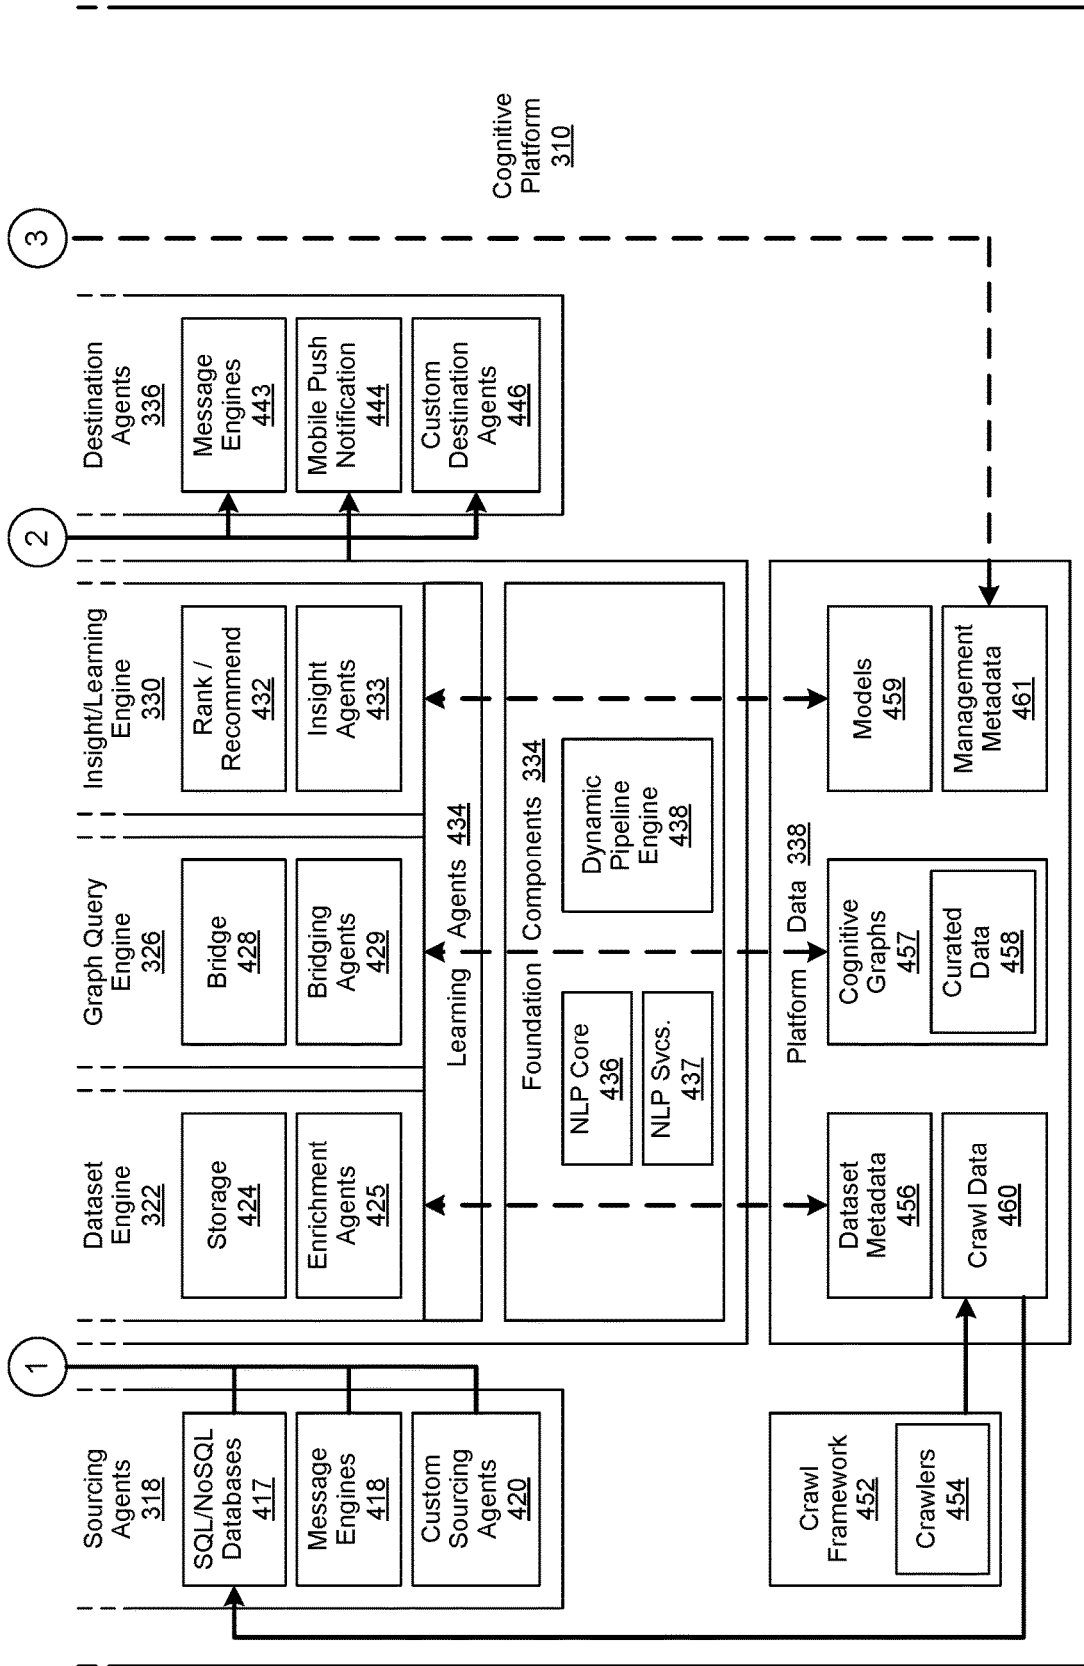 1
2
3
Sourcing
Agents
318
SQL/NoSQL
Databases
417
Message
Engines
418
Custom
Sourcing
Agents
420
Dataset
Engine
322
Storage
424
Enrichment
Agents
425
Graph Query
Engine
326
Bridge
428
Bridging
Agents
429
Insight/Learning
Engine
330
Rank /
Recommend
432
Insight
Agents
433
Learning Agents 434
Foundation Components 334
NLP Core
436
NLP Svcs.
437
Dynamic
Pipeline
Engine
438
Destination
Agents
336
Message
Engines
443
Mobile Push
Notification
444
Custom
Destination
Agents
446
Cognitive
Platform
310
Crawl
Framework
452
Crawlers
454
Platform Data 338
Dataset
Metadata
456
Crawl Data
460
Cognitive
Graphs
457
Curated
Data
458
Models
459
Management
Metadata
461